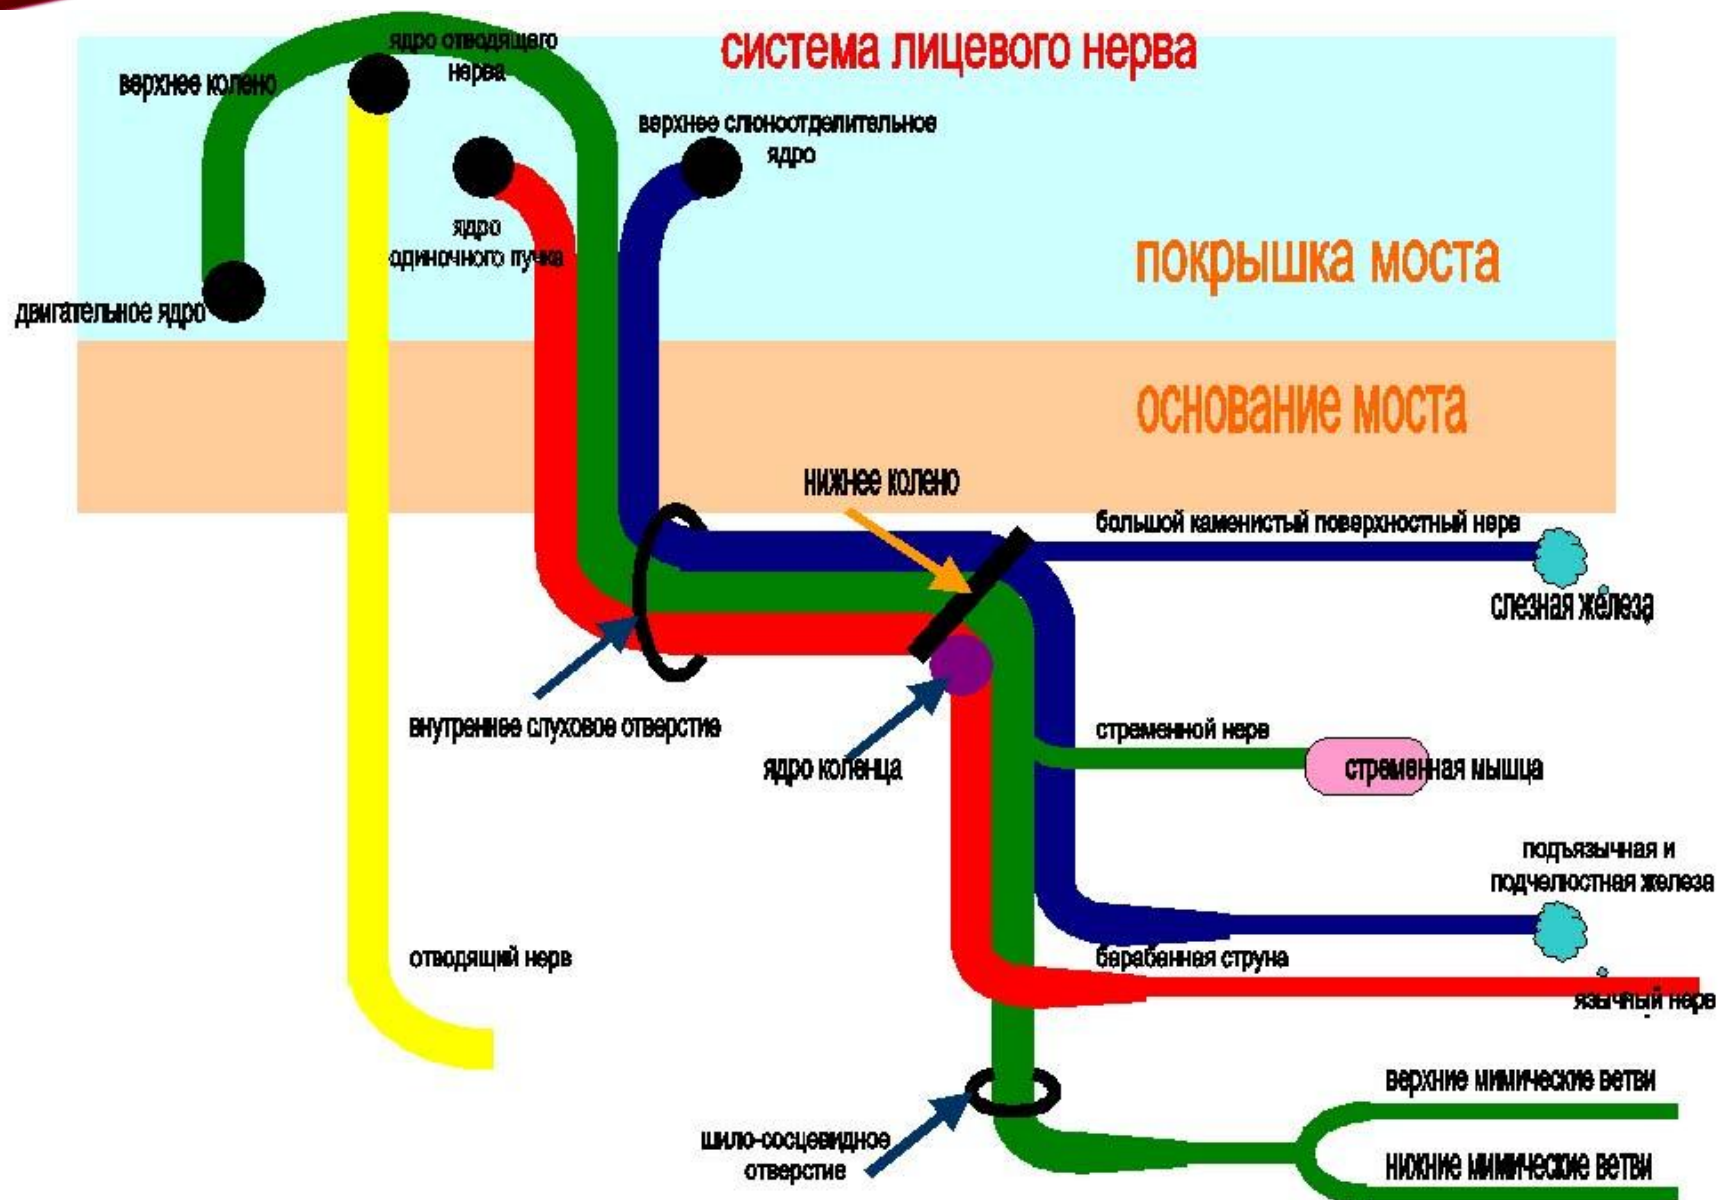 система лицевого нерва
ядро отводящего
нерва
верхнее колено
верхнее слюноотделительное
ядро
ядро
одиночного пучка
покрышка моста
двигательное ядро
основание моста
нижнее колено
большой каменистый поверхностный нерв
слезная железа
внутреннее слуховое отверстие
ядро коленца
стременной нерв
стременная мышца
подъязычная и
подчелюстная железа
отводящий нерв
барабанная струна
язычный нерв
верхние мимические ветви
шило-сосцевидное
отверстие
нижние мимические ветви